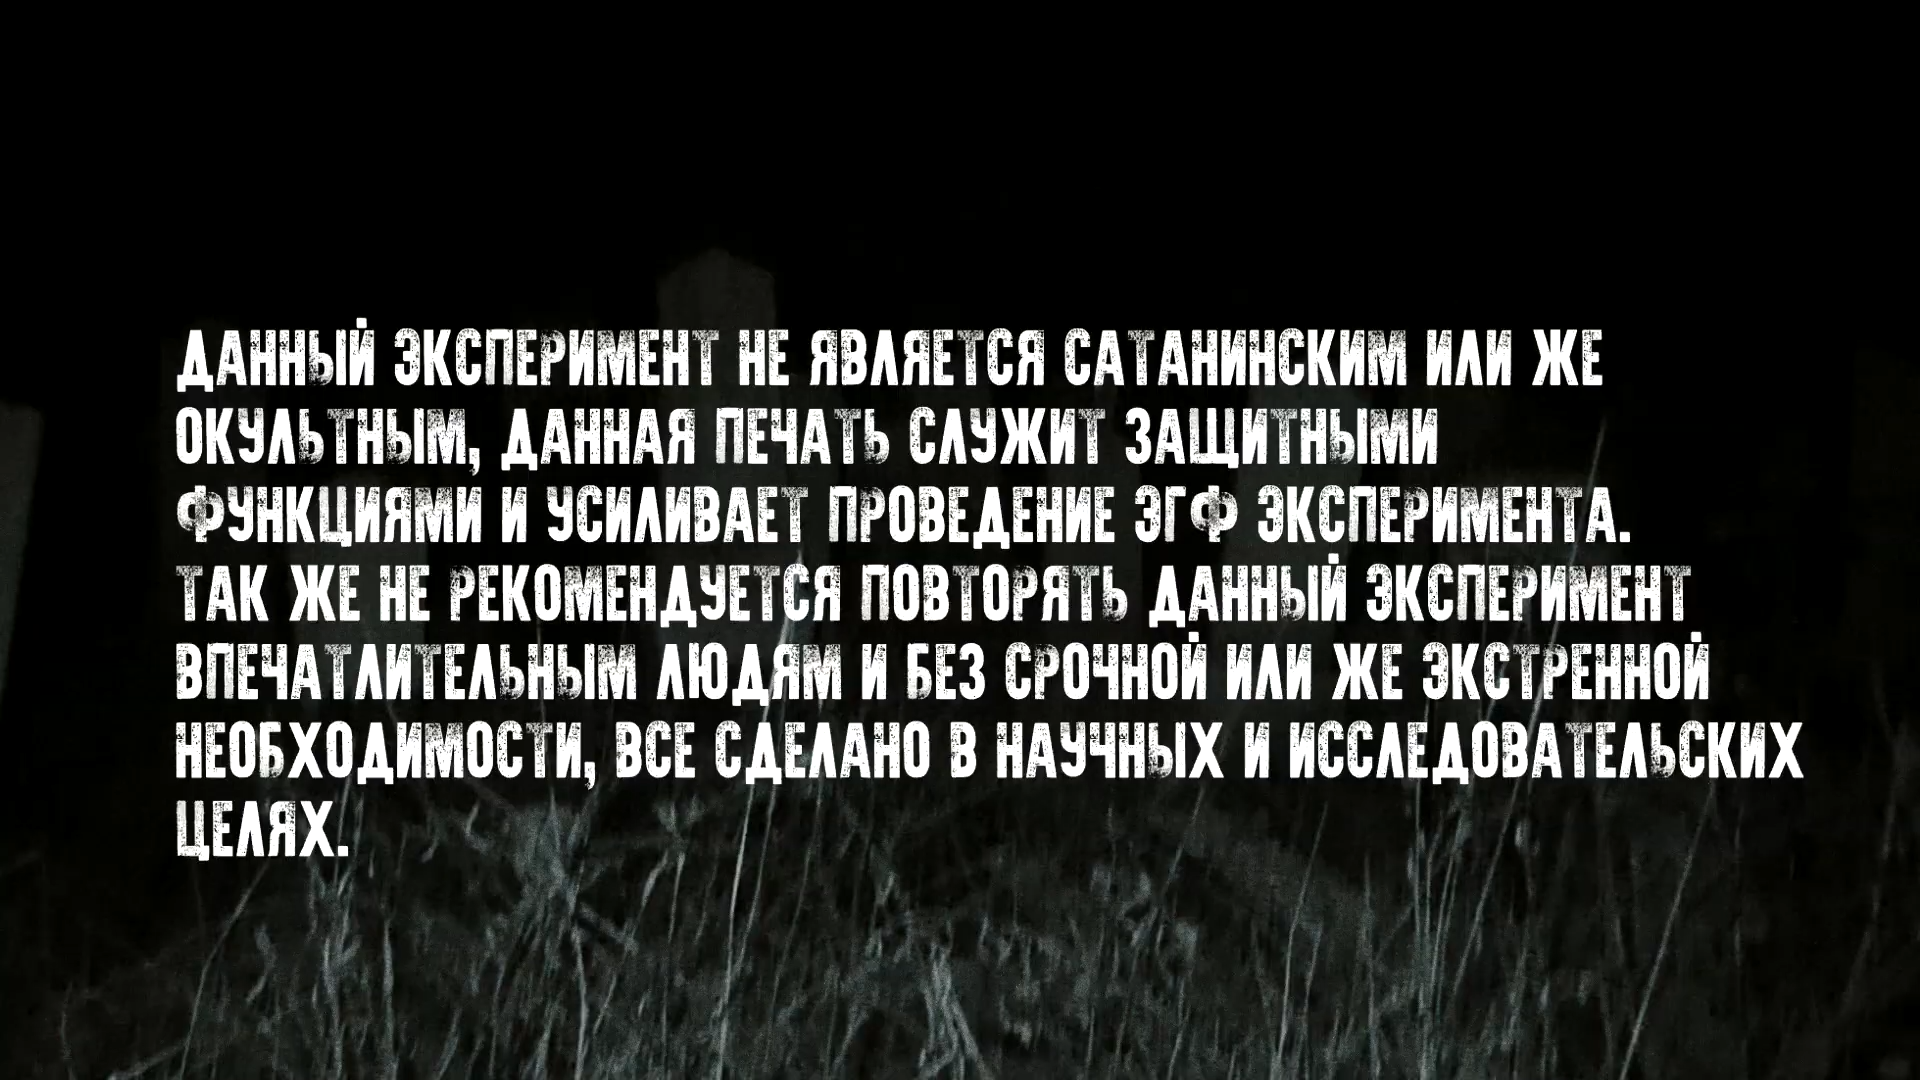 ДАННЫЙ ЭКСПЕРИМЕНТ НЕ ЯВЛЯЕТСЯ САТАНИНСКИМ ИЛИ ЖЕ
ОКУЛЬТНЫМ, ДАННАЯ ПЕЧАТЬ СЛУЖИТ ЗАЩИТНЫМИ
ФУНКЦИЯМИ И УСИЛИВАЕТ ПРОВЕДЕНИЕ ЭГФ ЭКСПЕРИМЕНТА.
ТАК ЖЕ НЕ РЕКОМЕНДУЕТСЯ ПОВТОРЯТЬ ДАННЫЙ ЭКСПЕРИМЕНТ
ВПЕЧАТЛИТЕЛЬНЫМ ЛЮДЯМ И БЕЗ СРОЧНОЙ ИЛИ ЖЕ ЭКСТРЕННОЙ
НЕОБХОДИМОСТИ, ВСЕ СДЕЛАНО В НАУЧНЫХ И ИССЛЕДОВАТЕЛЬСКИХ
ЦЕЛЯХ.